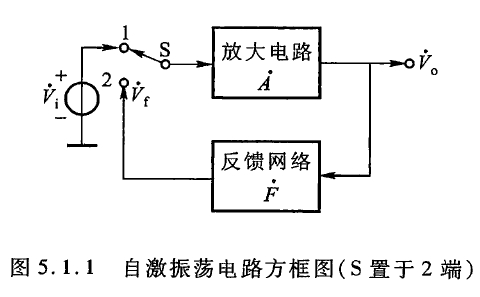 1
S
2
+
V̇i
−
V̇f
放大电路
Ȧ
V̇o
反馈网络
Ḟ
图 5.1.1 自激振荡电路方框图(S 置于 2 端)